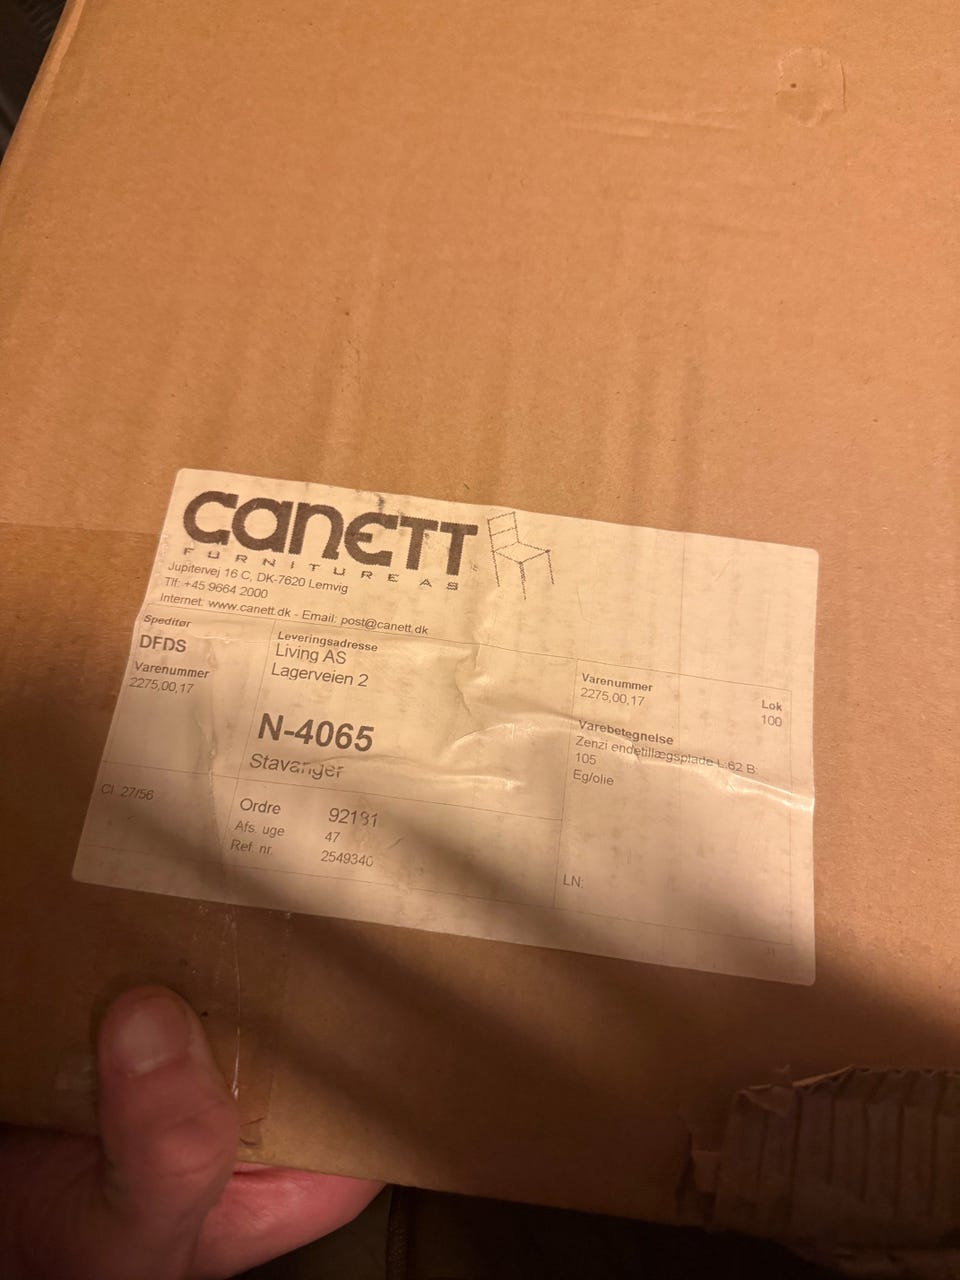 canETT
FURNITURE AS
Jupitervej 16 C, DK-7620 Lemvig
Tlf: +45 9664 2000
Internet: www.canett.dk - Email: post@canett.dk
Speditør
DFDS
Varenummer
2275,00,17
Leveringsadresse
Living AS
Lagerveien 2
N-4065
Stavanger
Varenummer
2275,00,17
Lok
100
Varebetegnelse
Zenzi endetillægsplade L:62 B:
105
Eg/olie
Cl. 27/56
Ordre 92181
Afs. uge 47
Ref. nr. 2549340
LN: